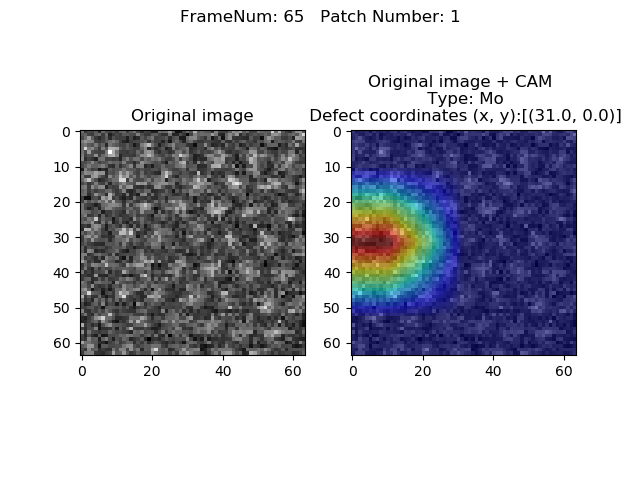 FrameNum: 65   Patch Number: 1
Original image
Original image + CAM
Type: Mo
Defect coordinates (x, y):[(31.0, 0.0)]
0
10
20
30
40
50
60
0 20 40 60
0
10
20
30
40
50
60
0 20 40 60